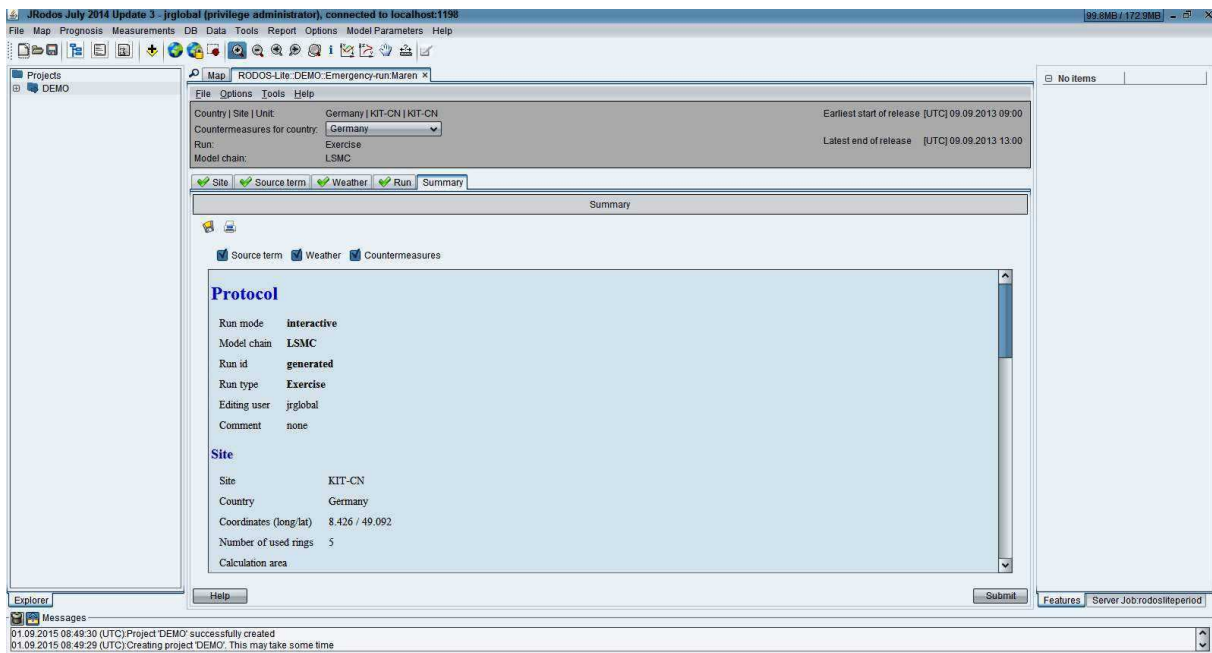 JRodos July 2014 Update 3 - jrglobal (privilege administrator), connected to localhost:1198
99.8MB / 172.9MB
File Map Prognosis Measurements DB Data Tools Report Options Model Parameters Help
Projects
DEMO
Map RODOS-Lite::DEMO::Emergency-run:Maren
No items
File Options Tools Help
Country | Site | Unit: Germany | KIT-CN | KIT-CN
Earliest start of release [UTC] 09.09.2013 09:00
Countermeasures for country: Germany
Run: Exercise
Latest end of release [UTC] 09.09.2013 13:00
Model chain: LSMC
Site Source term Weather Run Summary
Summary
Source term Weather Countermeasures
Protocol
Run mode interactive
Model chain LSMC
Run id generated
Run type Exercise
Editing user jrglobal
Comment none
Site
Site KIT-CN
Country Germany
Coordinates (long/lat) 8.426 / 49.092
Number of used rings 5
Calculation area
Help Submit
Explorer
Features Server Job:rodosliteperiod
Messages
01.09.2015 08:49:30 (UTC):Project 'DEMO' successfully created
01.09.2015 08:49:29 (UTC):Creating project 'DEMO'. This may take some time